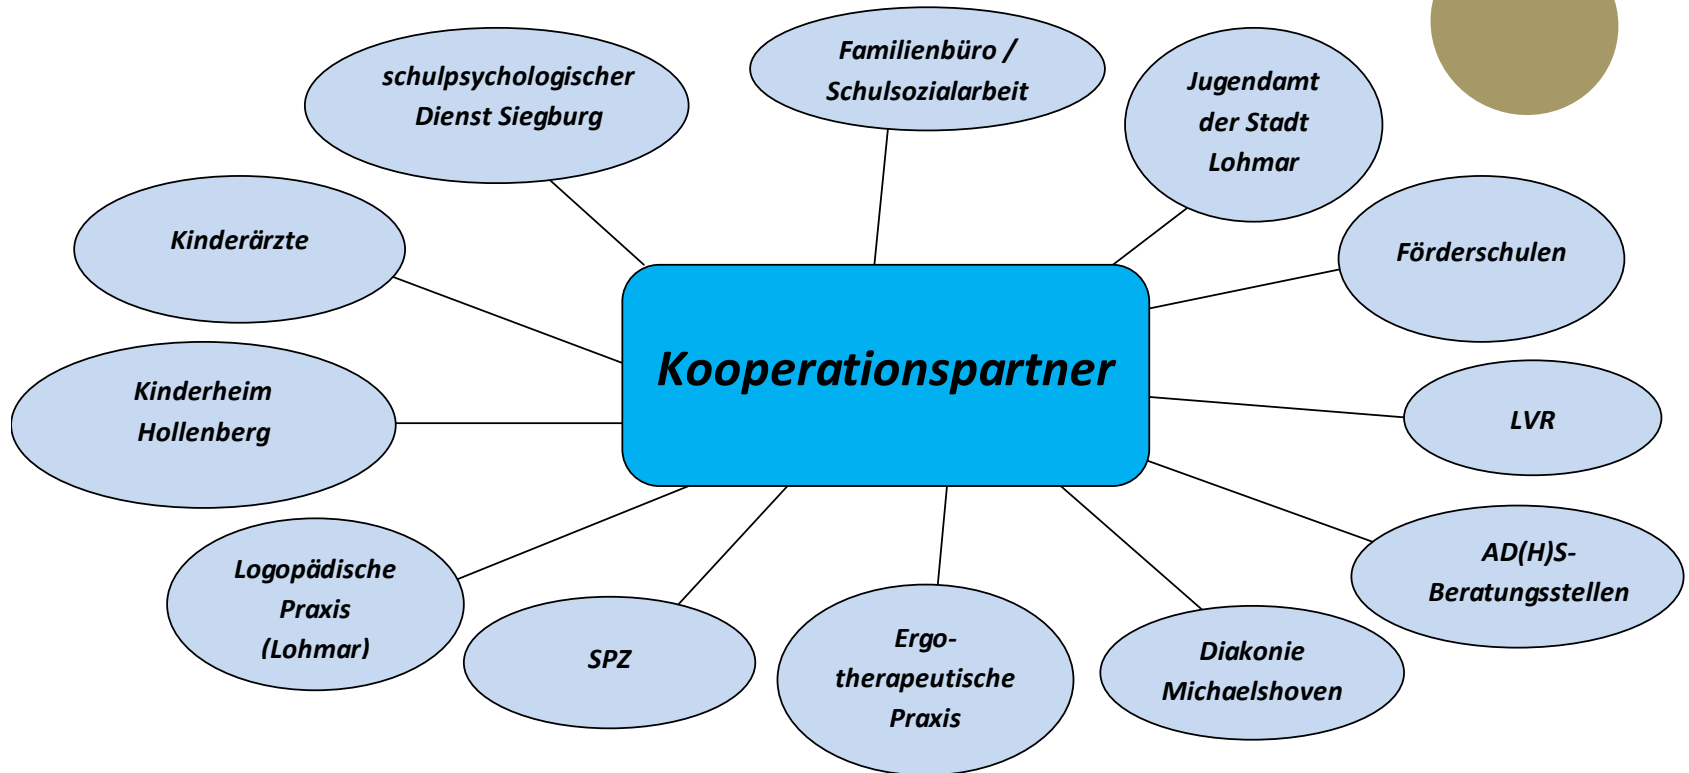 schulpsychologischer
Dienst Siegburg
Familienbüro /
Schulsozialarbeit
Jugendamt
der Stadt
Lohmar
Kinderärzte
Förderschulen
Kooperationspartner
Kinderheim
Hollenberg
LVR
Logopädische
Praxis
(Lohmar)
SPZ
Ergo-
therapeutische
Praxis
Diakonie
Michaelshoven
AD(H)S-
Beratungsstellen